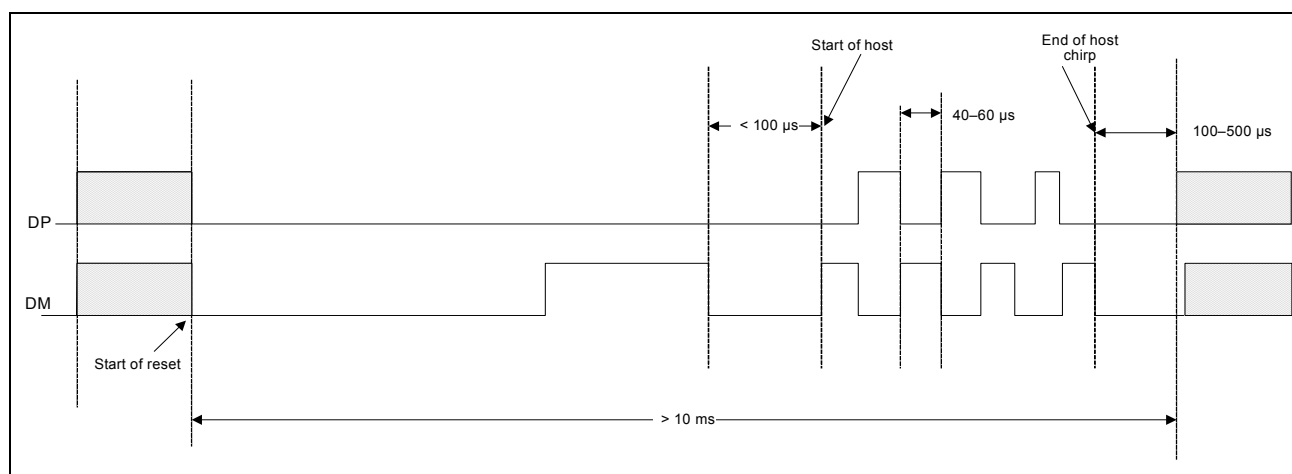 Start of host
End of host
chirp
< 100 µs
40–60 µs
100–500 µs
DP
DM
Start of reset
> 10 ms